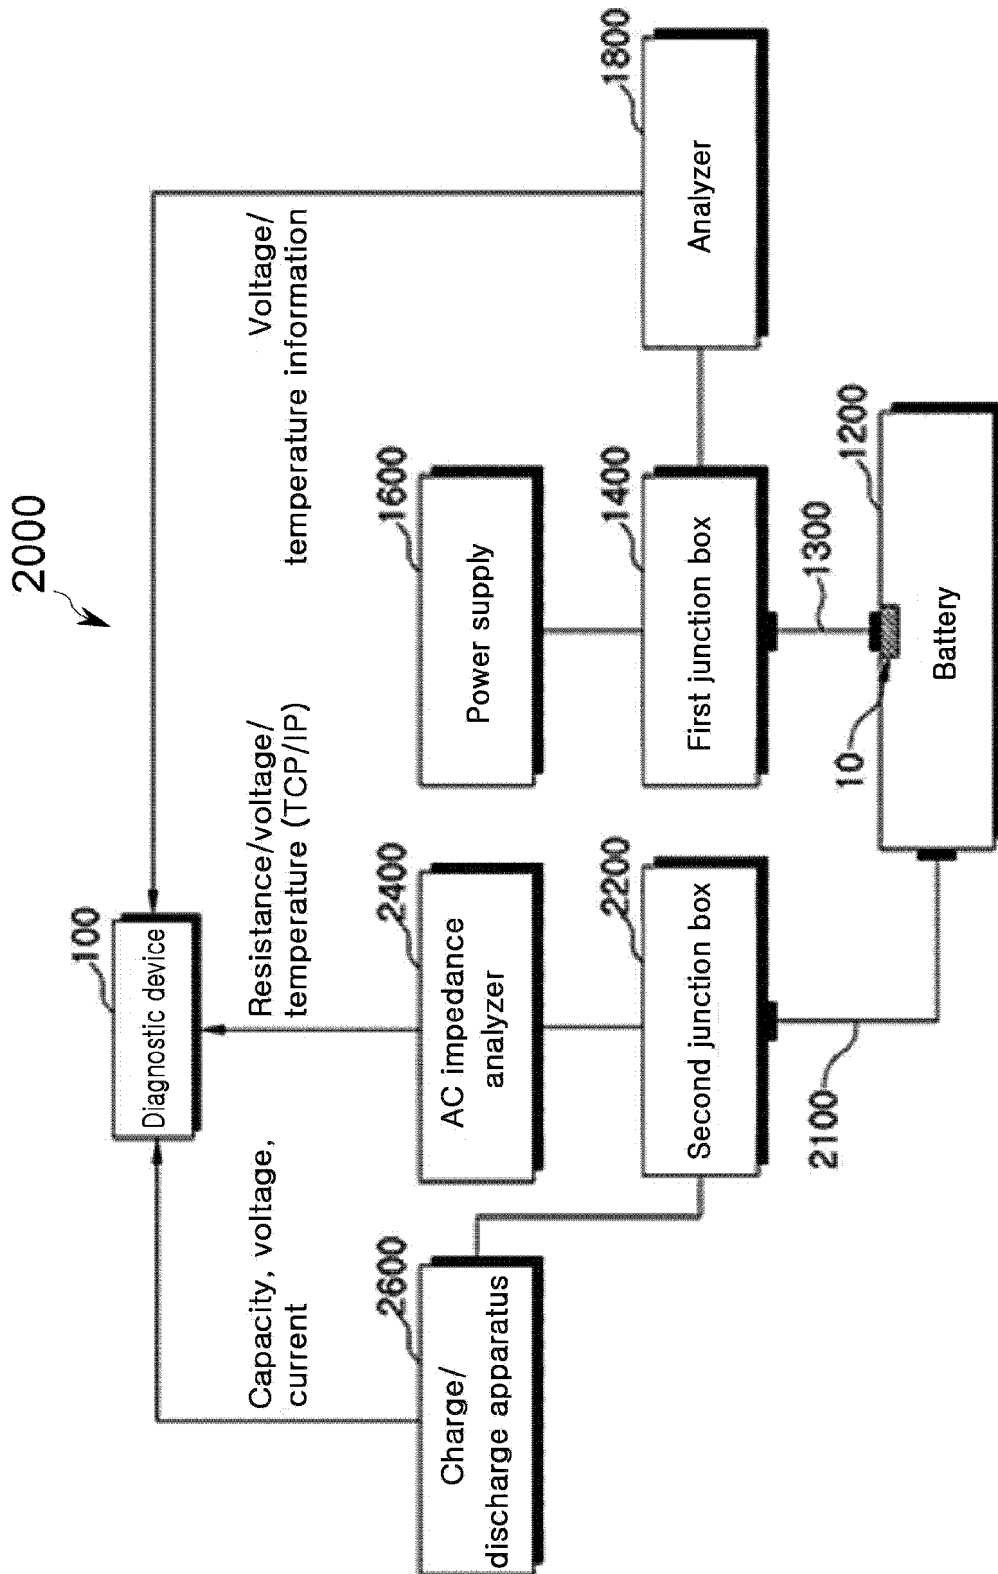 2000
100
Diagnostic device
Capacity, voltage,
current
Resistance/voltage/
temperature (TCP/IP)
Voltage/
temperature information
2600
Charge/
discharge apparatus
2400
AC impedance
analyzer
1600
Power supply
2200
Second junction box
1400
First junction box
1800
Analyzer
2100
10
1300
1200
Battery